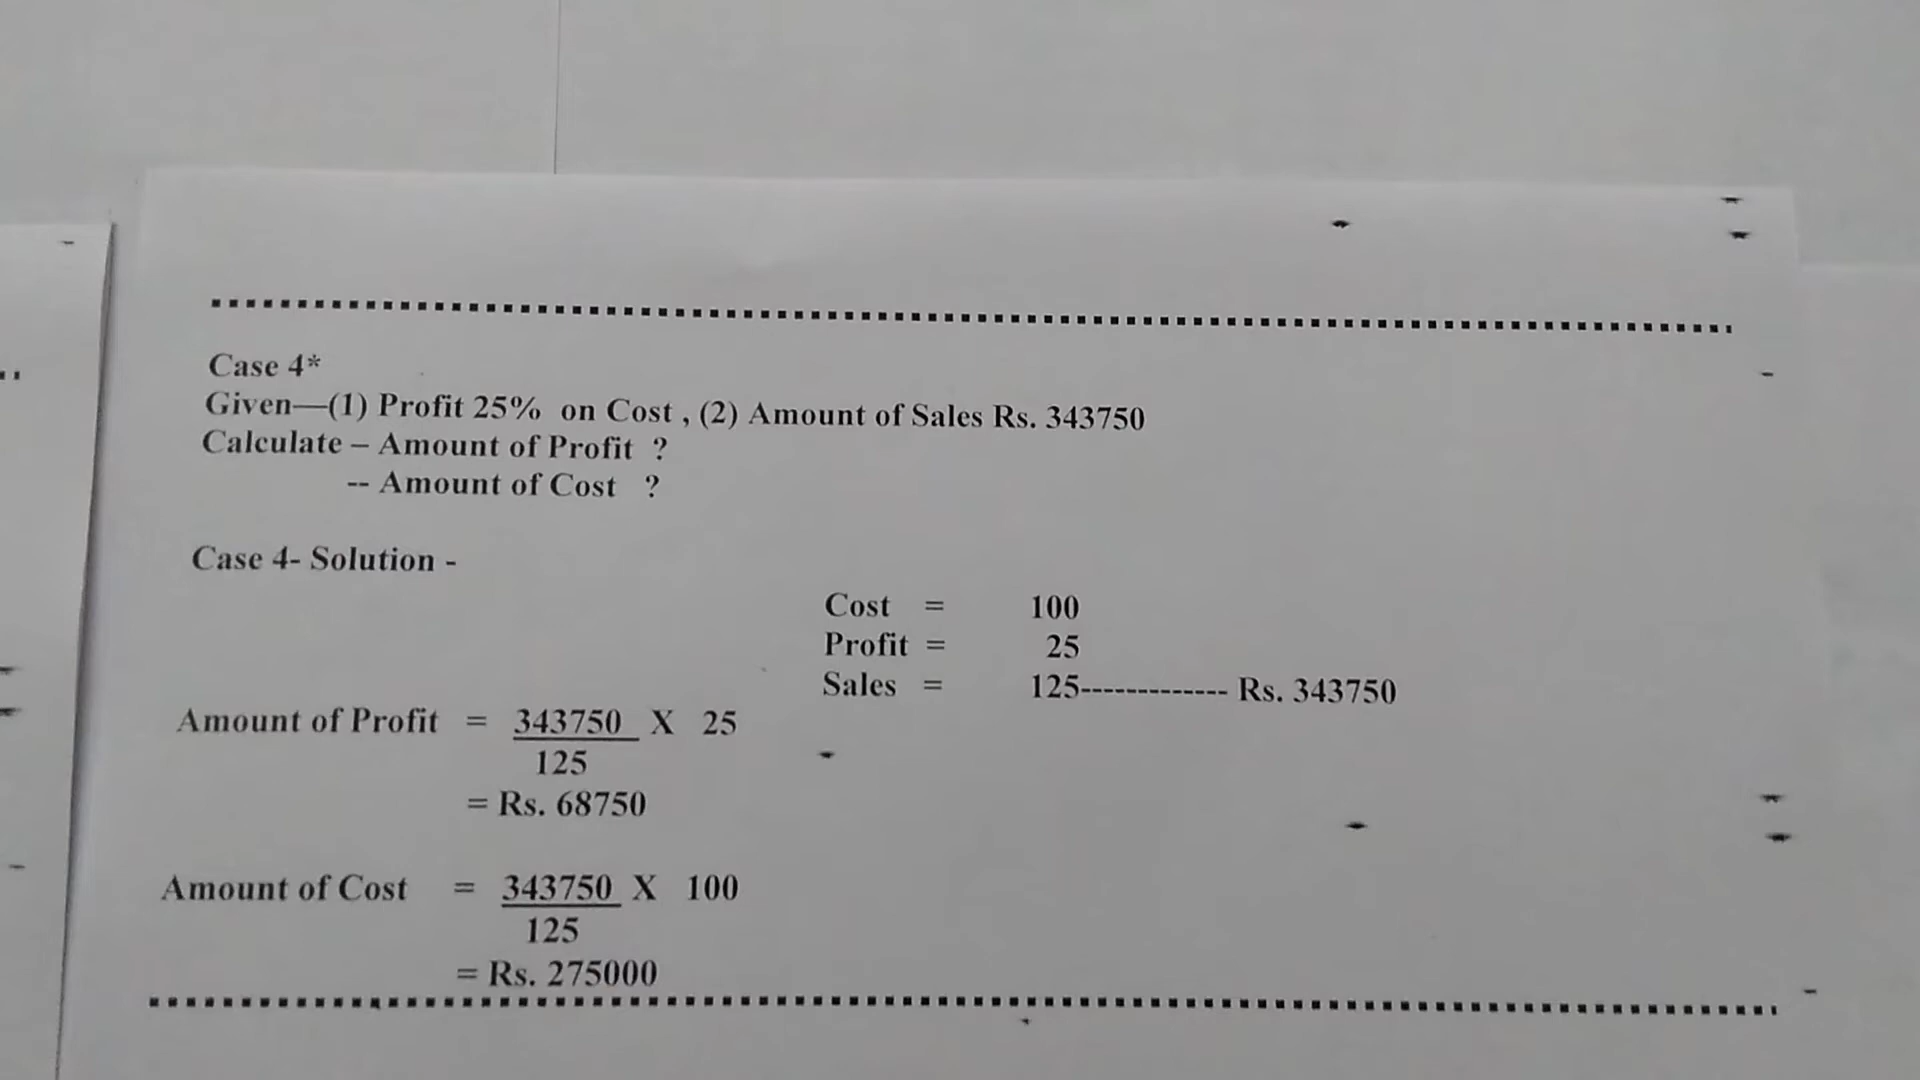 Case 4*
Given—(1) Profit 25% on Cost , (2) Amount of Sales Rs. 343750
Calculate – Amount of Profit ?
-- Amount of Cost ?
Case 4- Solution -
Cost = 100
Profit = 25
Sales = 125------------- Rs. 343750
Amount of Profit = 343750 X 25
125
= Rs. 68750
Amount of Cost = 343750 X 100
125
= Rs. 275000